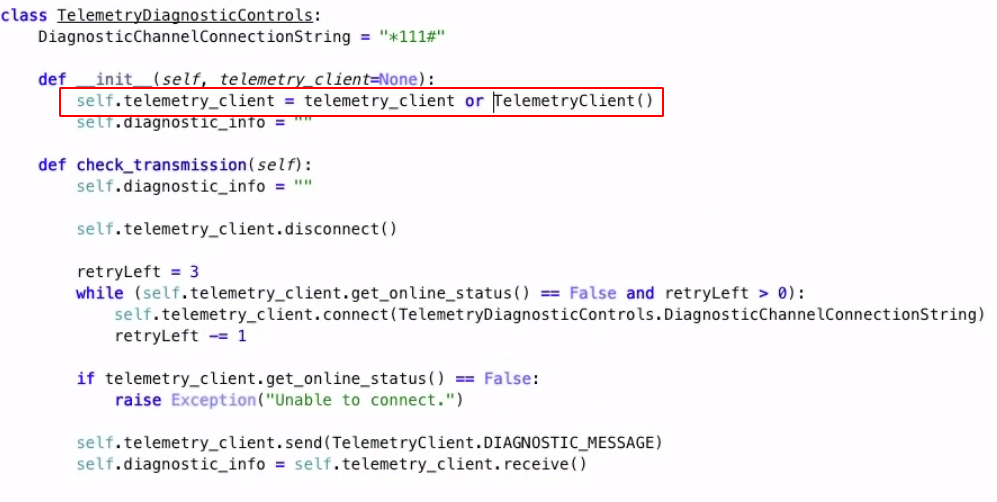 class TelemetryDiagnosticControls:
DiagnosticChannelConnectionString = "*111#"
def __init__(self, telemetry_client=None):
self.telemetry_client = telemetry_client or TelemetryClient()
self.diagnostic_info = ""
def check_transmission(self):
self.diagnostic_info = ""
self.telemetry_client.disconnect()
retryLeft = 3
while (self.telemetry_client.get_online_status() == False and retryLeft > 0):
self.telemetry_client.connect(TelemetryDiagnosticControls.DiagnosticChannelConnectionString)
retryLeft -= 1
if telemetry_client.get_online_status() == False:
raise Exception("Unable to connect.")
self.telemetry_client.send(TelemetryClient.DIAGNOSTIC_MESSAGE)
self.diagnostic_info = self.telemetry_client.receive()